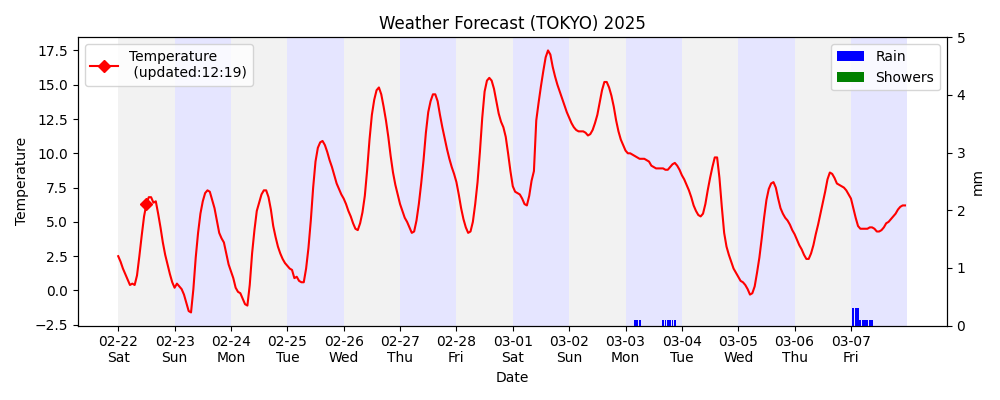 Weather Forecast (TOKYO) 2025
Temperature
(updated:12:19)
Rain
Showers
Temperature
17.5
15.0
12.5
10.0
7.5
5.0
2.5
0.0
−2.5
5
4
3
2
1
0
mm
02-22 02-23 02-24 02-25 02-26 02-27 02-28 03-01 03-02 03-03 03-04 03-05 03-06 03-07
Sat Sun Mon Tue Wed Thu Fri Sat Sun Mon Tue Wed Thu Fri
Date